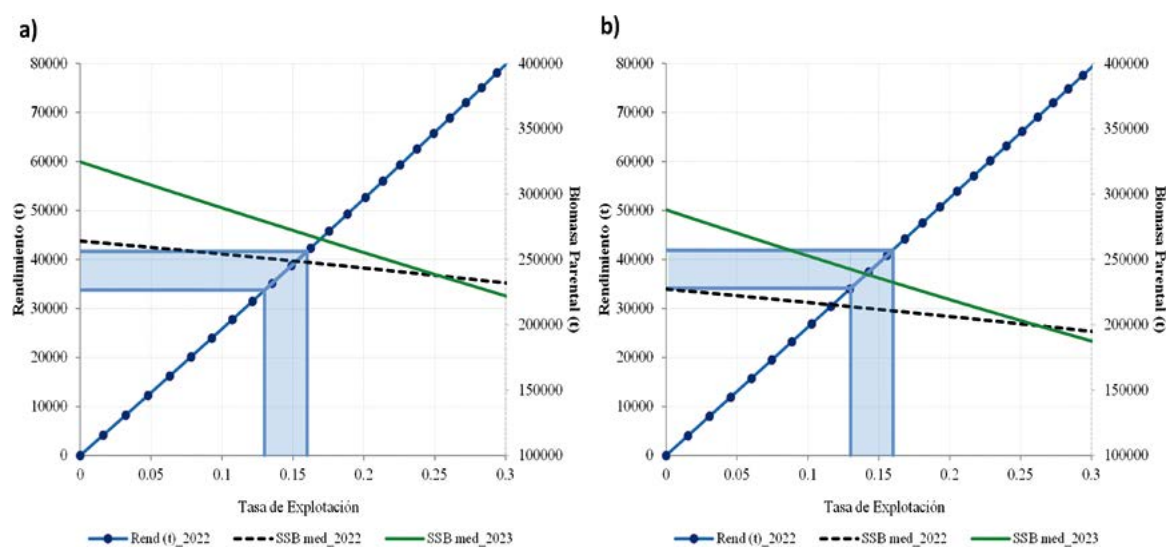 a)
80000
70000
60000
50000
40000
30000
20000
10000
0
Rendimiento (t)
400000
350000
300000
250000
200000
150000
100000
Biomasa Parental (t)
0 0.05 0.1 0.15 0.2 0.25 0.3
Tasa de Explotación
Rend (t)_2022 SSB med_2022 SSB med_2023
b)
80000
70000
60000
50000
40000
30000
20000
10000
0
Rendimiento (t)
400000
350000
300000
250000
200000
150000
100000
Biomasa Parental (t)
0 0.05 0.1 0.15 0.2 0.25 0.3
Tasa de Explotación
Rend (t)_2022 SSB med_2022 SSB med_2023